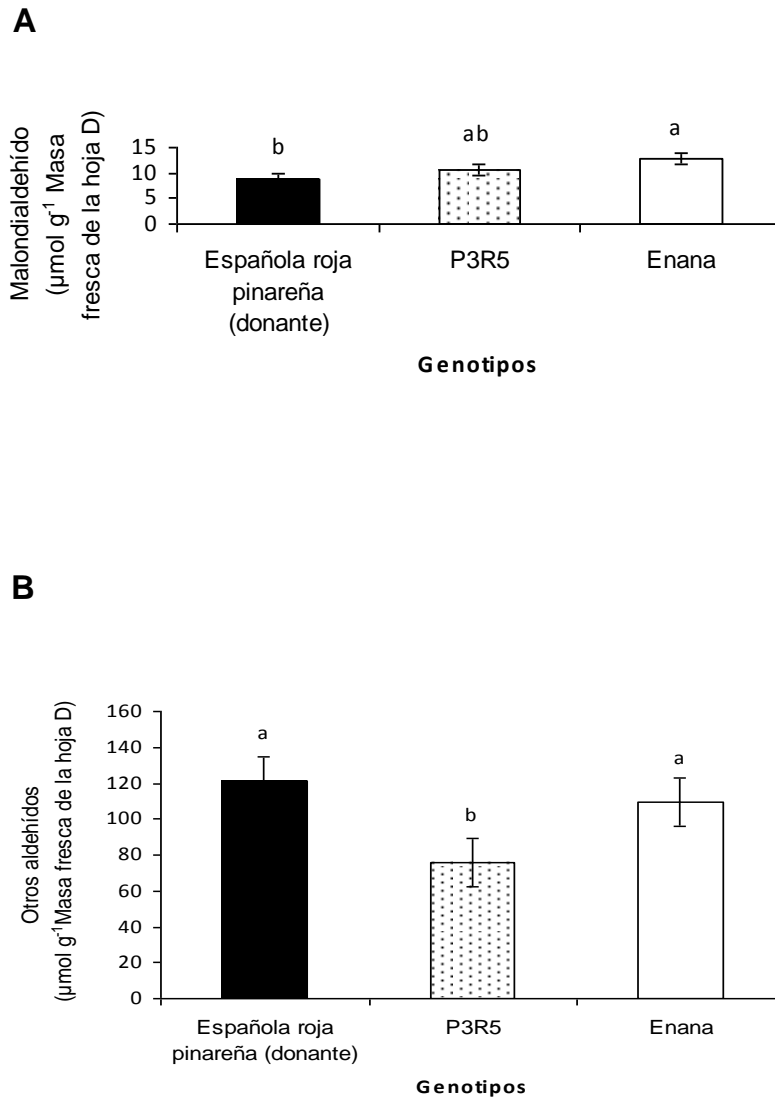 A
Malondialdehído
(µmol g-1 Masa
fresca de la hoja D)
15
10
5
0
b
ab
a
Española roja
pinareña
(donante)
P3R5
Enana
Genotipos
B
Otros aldehídos
(µmol g-1Masa fresca de la hoja D)
160
140
120
100
80
60
40
20
0
a
b
a
Española roja
pinareña (donante)
P3R5
Enana
Genotipos